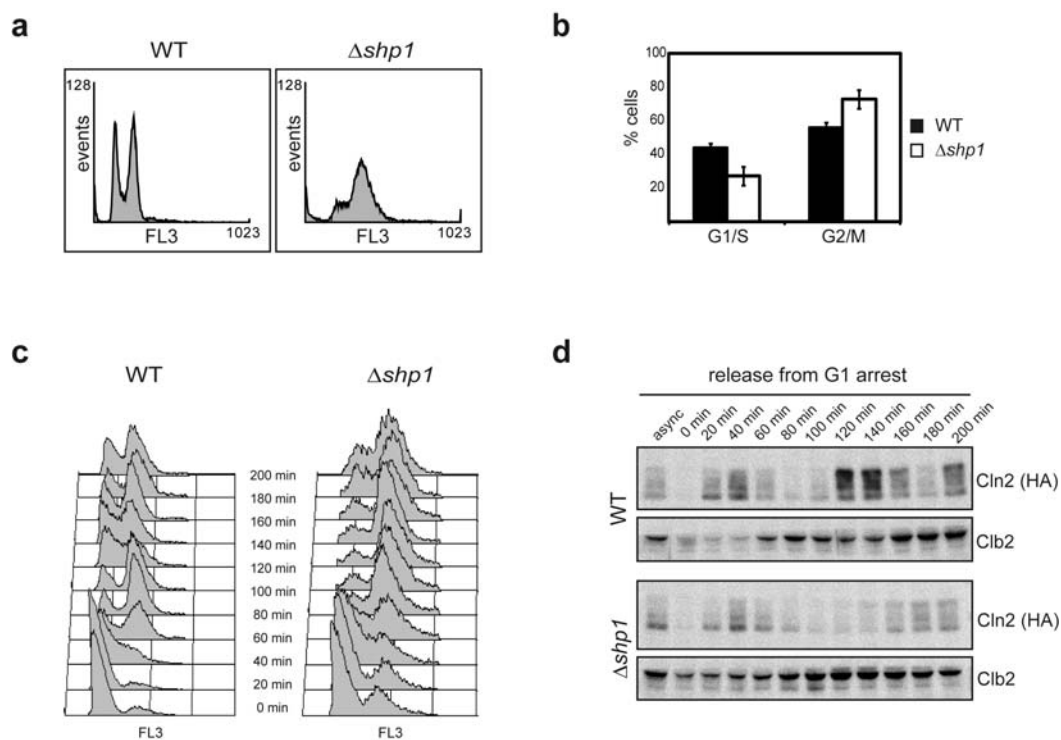 a
WT
Δshp1
128
events
FL3
1023
128
events
FL3
1023
b
100
80
60
40
20
% cells
G1/S
G2/M
WT
Δshp1
c
WT
Δshp1
200 min
180 min
160 min
140 min
120 min
100 min
80 min
60 min
40 min
20 min
0 min
FL3
FL3
d
release from G1 arrest
async
0 min
20 min
40 min
60 min
80 min
100 min
120 min
140 min
160 min
180 min
200 min
WT
Cln2 (HA)
Clb2
Δshp1
Cln2 (HA)
Clb2